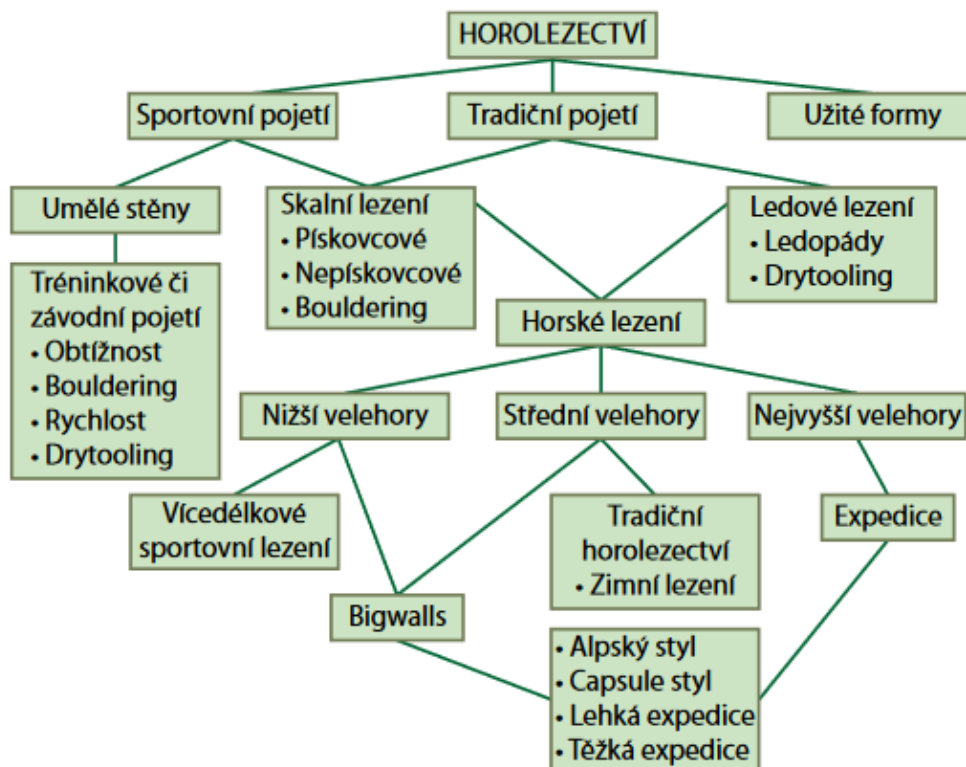 HOROLEZECTVÍ
Sportovní pojetí
Tradiční pojetí
Užité formy
Umělé stěny
Skalní lezení
• Pískovcové
• Nepískovcové
• Bouldering
Ledové lezení
• Ledopády
• Drytooling
Tréninkové či
závodní pojetí
• Obtížnost
• Bouldering
• Rychlost
• Drytooling
Horské lezení
Nižší velehory
Střední velehory
Nejvyšší velehory
Vícedélkové
sportovní lezení
Tradiční
horolezectví
• Zimní lezení
Expedice
Bigwalls
• Alpský styl
• Capsule styl
• Lehká expedice
• Těžká expedice